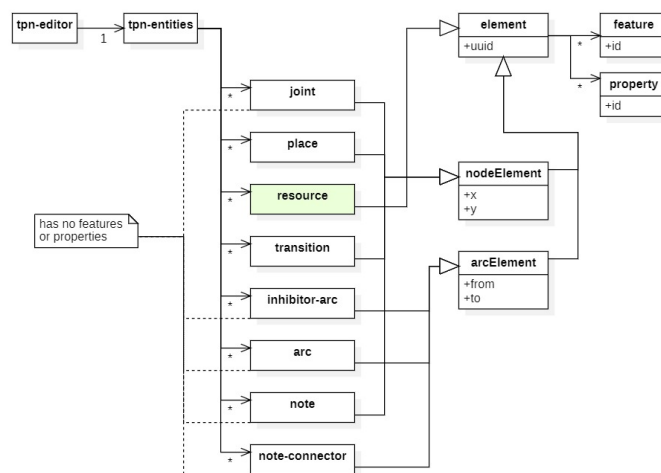 tpn-editor
1
tpn-entities
element
+uuid
*
feature
+id
*
property
+id
*
joint
*
place
*
resource
nodeElement
+x
+y
has no features
or properties
*
transition
arcElement
+from
+to
*
inhibitor-arc
*
arc
*
note
*
note-connector